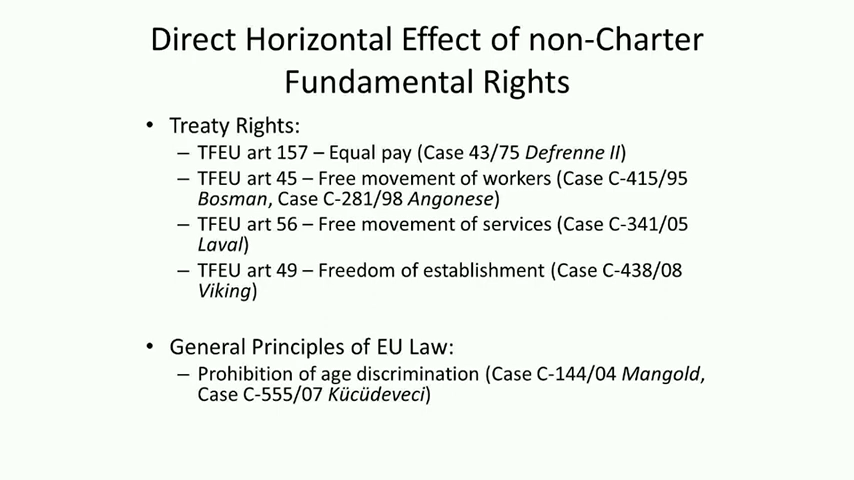 Direct Horizontal Effect of non-Charter
Fundamental Rights
• Treaty Rights:
– TFEU art 157 – Equal pay (Case 43/75 Defrenne II)
– TFEU art 45 – Free movement of workers (Case C-415/95
Bosman, Case C-281/98 Angonese)
– TFEU art 56 – Free movement of services (Case C-341/05
Laval)
– TFEU art 49 – Freedom of establishment (Case C-438/08
Viking)
• General Principles of EU Law:
– Prohibition of age discrimination (Case C-144/04 Mangold,
Case C-555/07 Kücüdeveci)